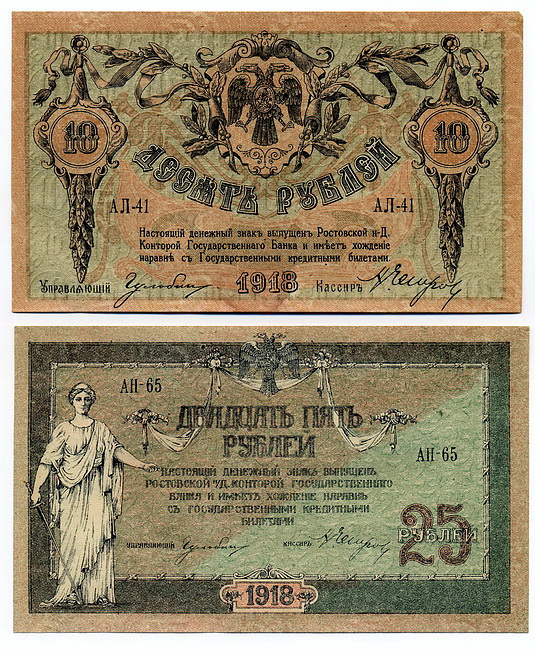 10
10
ДЕСЯТЬ РУБЛЕЙ
АЛ-41
АЛ-41
Настоящій денежный знакъ выпущенъ Ростовской н-Д.
Конторой Государственнаго Банка и имѣетъ хожденіе
наравнѣ съ Государственными кредитными билетами.
Управляющій
1918
Кассиръ
АН-65
ДВАДЦАТЬ ПЯТЬ
РУБЛЕЙ
АН-65
НАСТОЯЩІЙ ДЕНЕЖНЫЙ ЗНАКЪ ВЫПУЩЕНЪ
РОСТОВСКОЙ н/Д. КОНТОРОЙ ГОСУДАРСТВЕННАГО
БАНКА И ИМѢЕТЪ ХОЖДЕНІЕ НАРАВНѢ
СЪ ГОСУДАРСТВЕННЫМИ КРЕДИТНЫМИ
БИЛЕТАМИ
УПРАВЛЯЮЩІЙ
КАССИРЪ
25
РУБЛЕЙ
1918